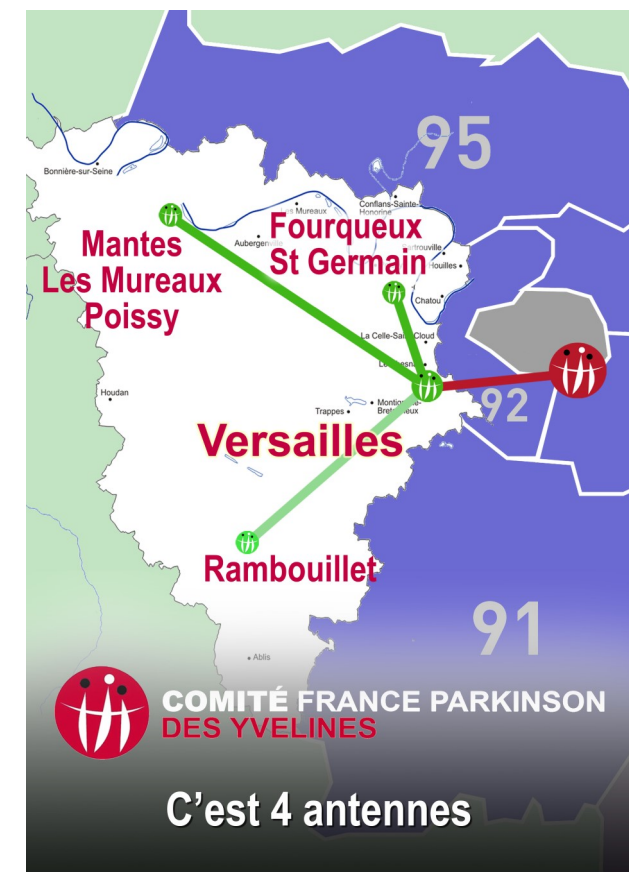 95
Bonnière-sur-Seine
Conflans-Sainte-
Honorine
Les Mureaux
Fourqueux
St Germain
Mantes
Les Mureaux
Poissy
Aubergenville
Sartrouville
Houilles
Chatou
La Celle-Saint-Cloud
Houdan
92
Trappes
Versailles
Rambouillet
91
Ablis
COMITÉ FRANCE PARKINSON
DES YVELINES
C'est 4 antennes